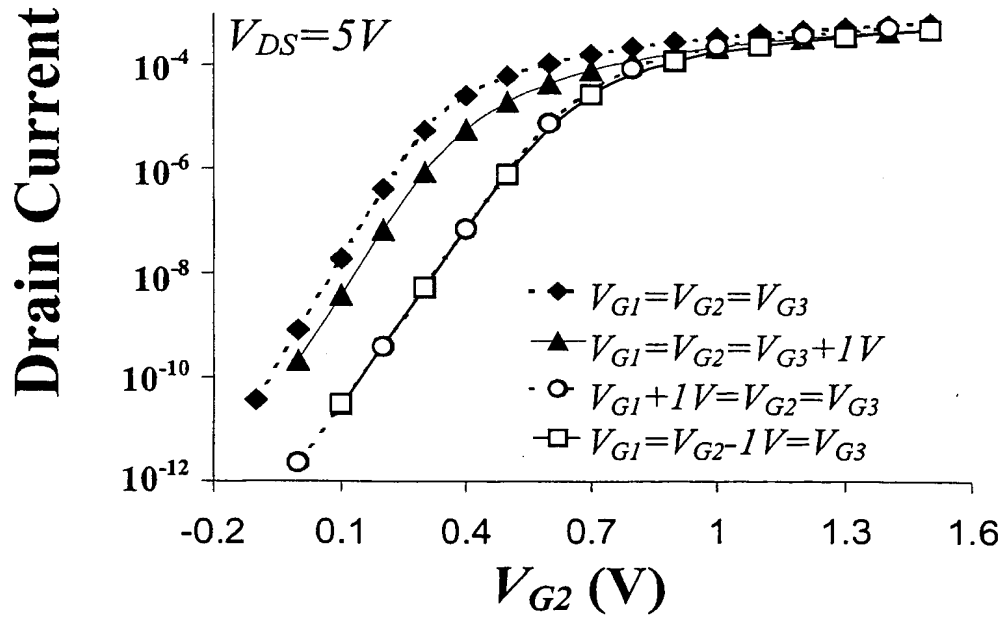 Drain Current
V_DS=5V
10^-4
10^-6
10^-8
10^-10
10^-12
V_G1=V_G2=V_G3
V_G1=V_G2=V_G3+1V
V_G1+1V=V_G2=V_G3
V_G1=V_G2-1V=V_G3
-0.2 0.1 0.4 0.7 1 1.3 1.6
V_G2 (V)